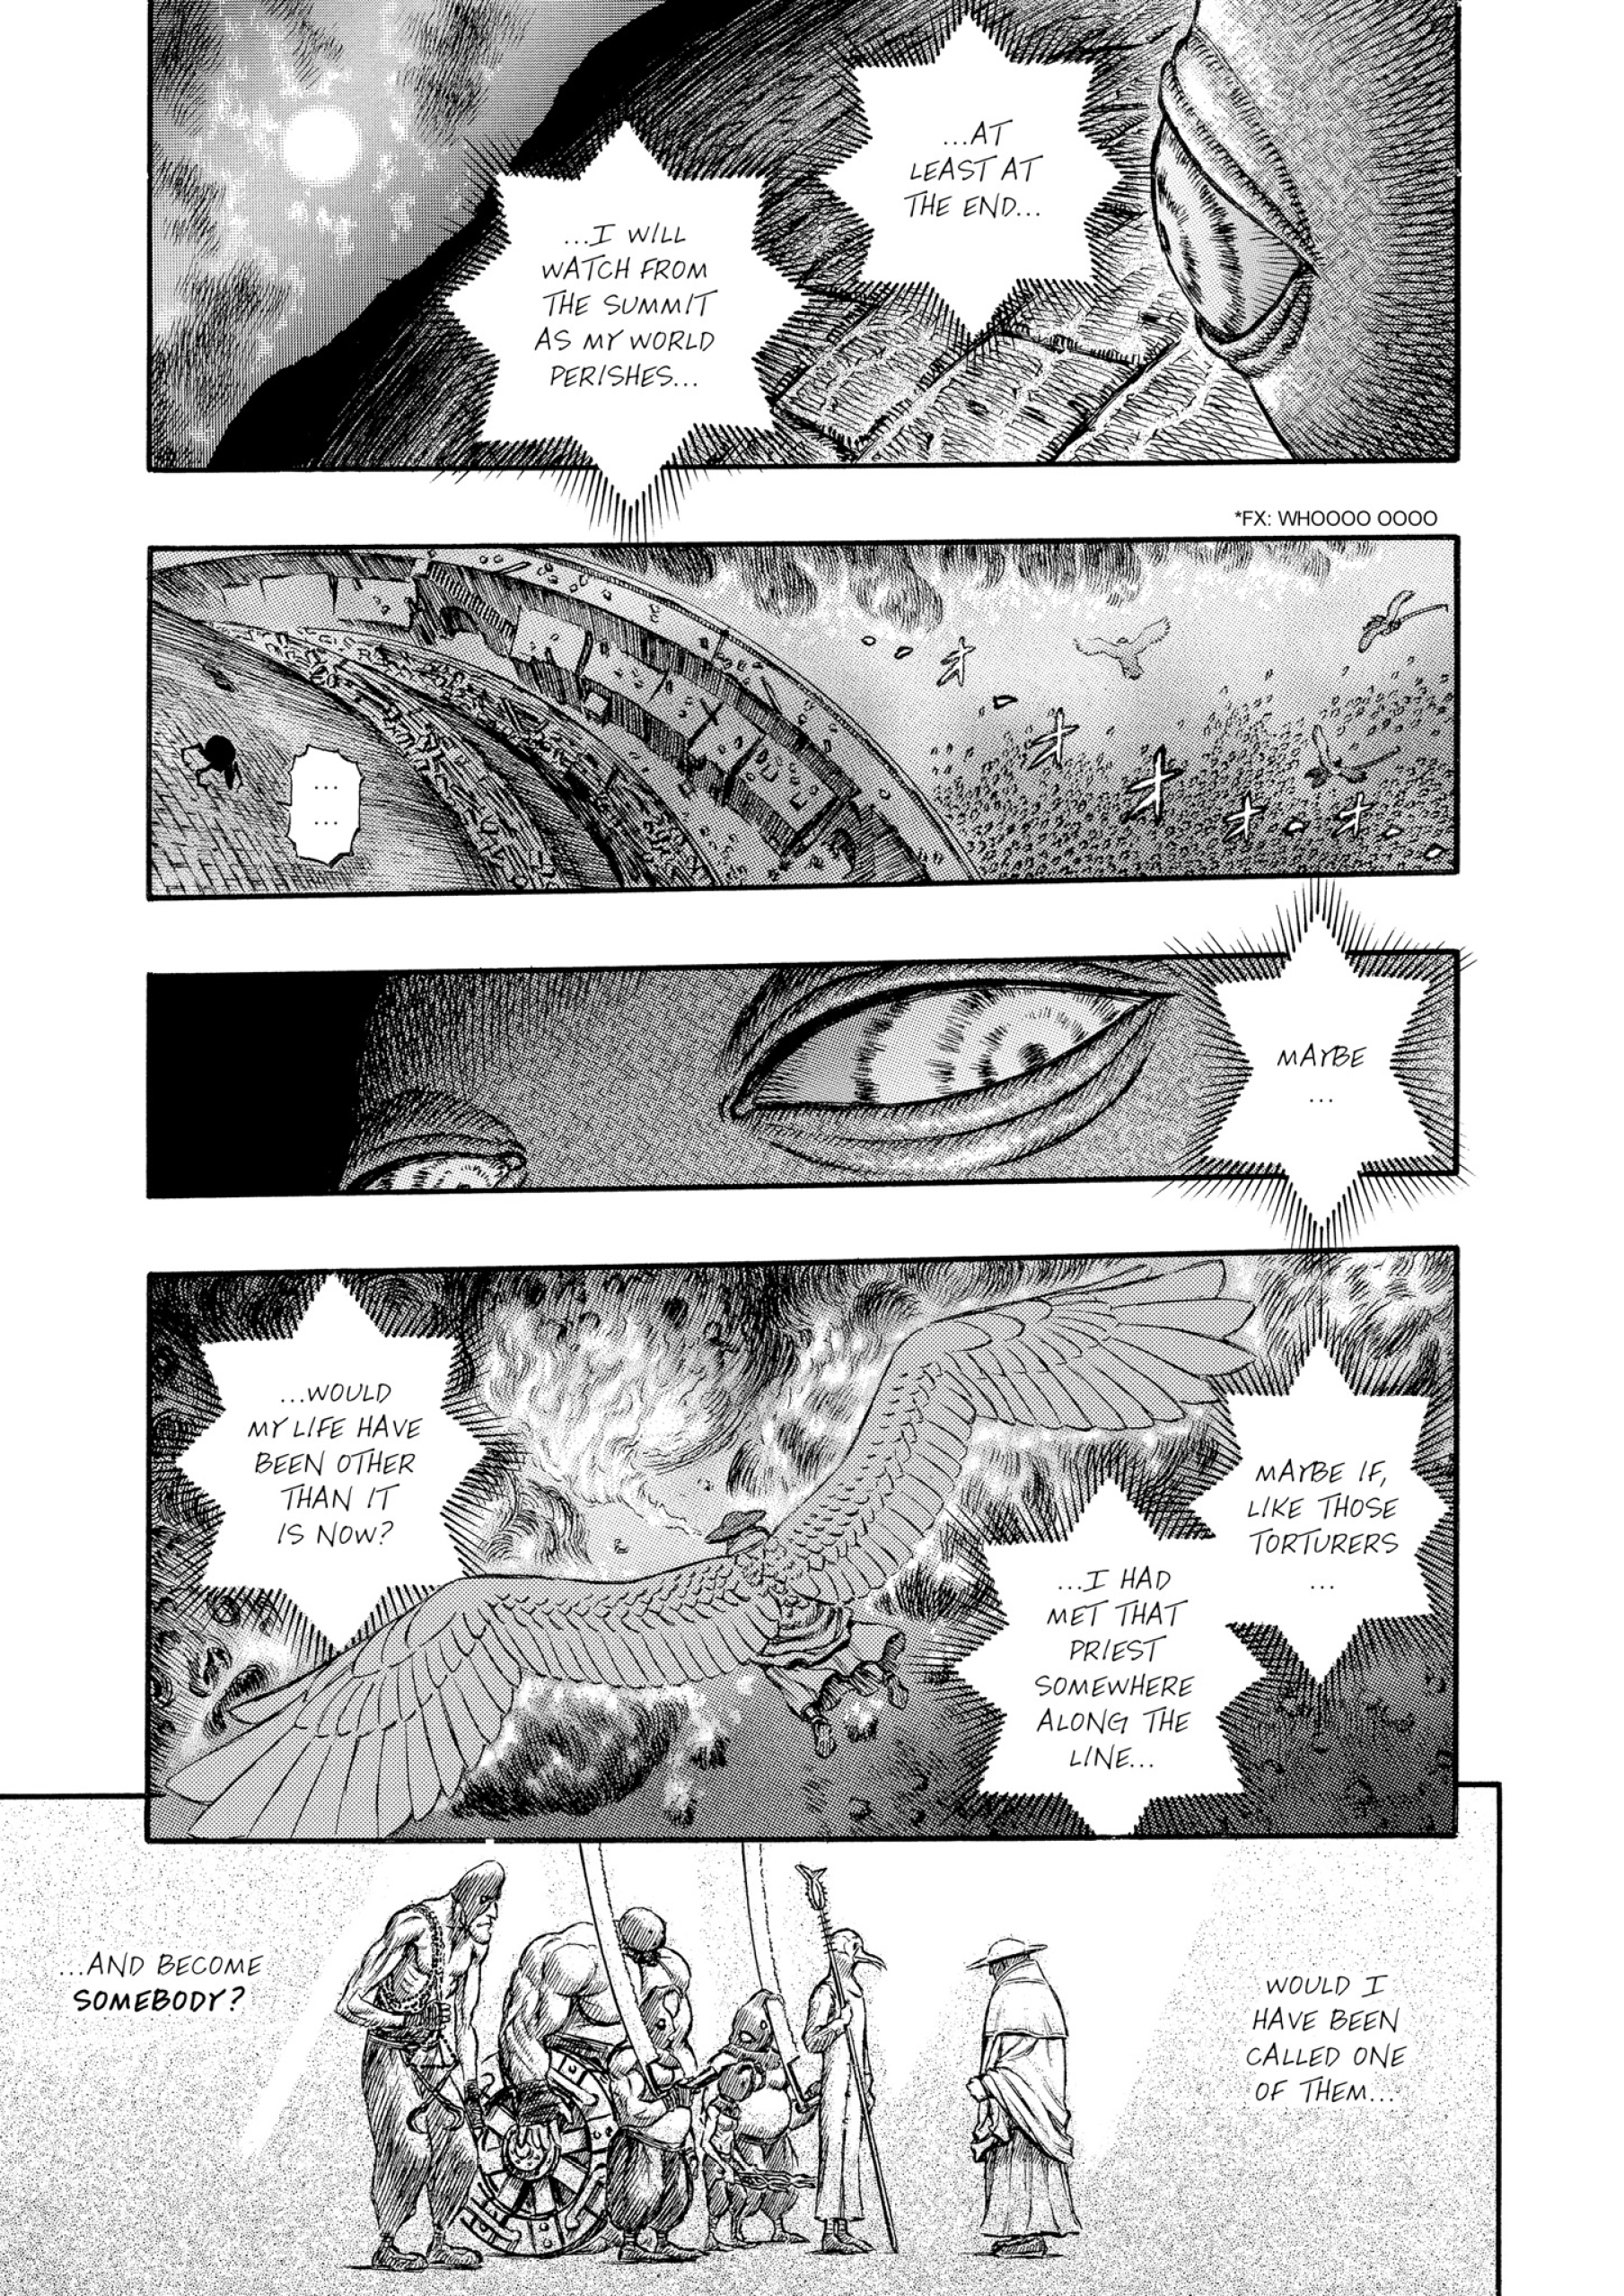 ...AT
LEAST AT
THE END...
...I WILL
WATCH FROM
THE SUMMIT
AS MY WORLD
PERISHES...
*FX: WHOOOO OOOO
...
...
MAYBE
...
MAYBE IF,
LIKE THOSE
TORTURERS
...
...I HAD
MET THAT
PRIEST
SOMEWHERE
ALONG THE
LINE...
...WOULD
MY LIFE HAVE
BEEN OTHER
THAN IT
IS NOW?
WOULD I
HAVE BEEN
CALLED ONE
OF THEM...
...AND BECOME
SOMEBODY?